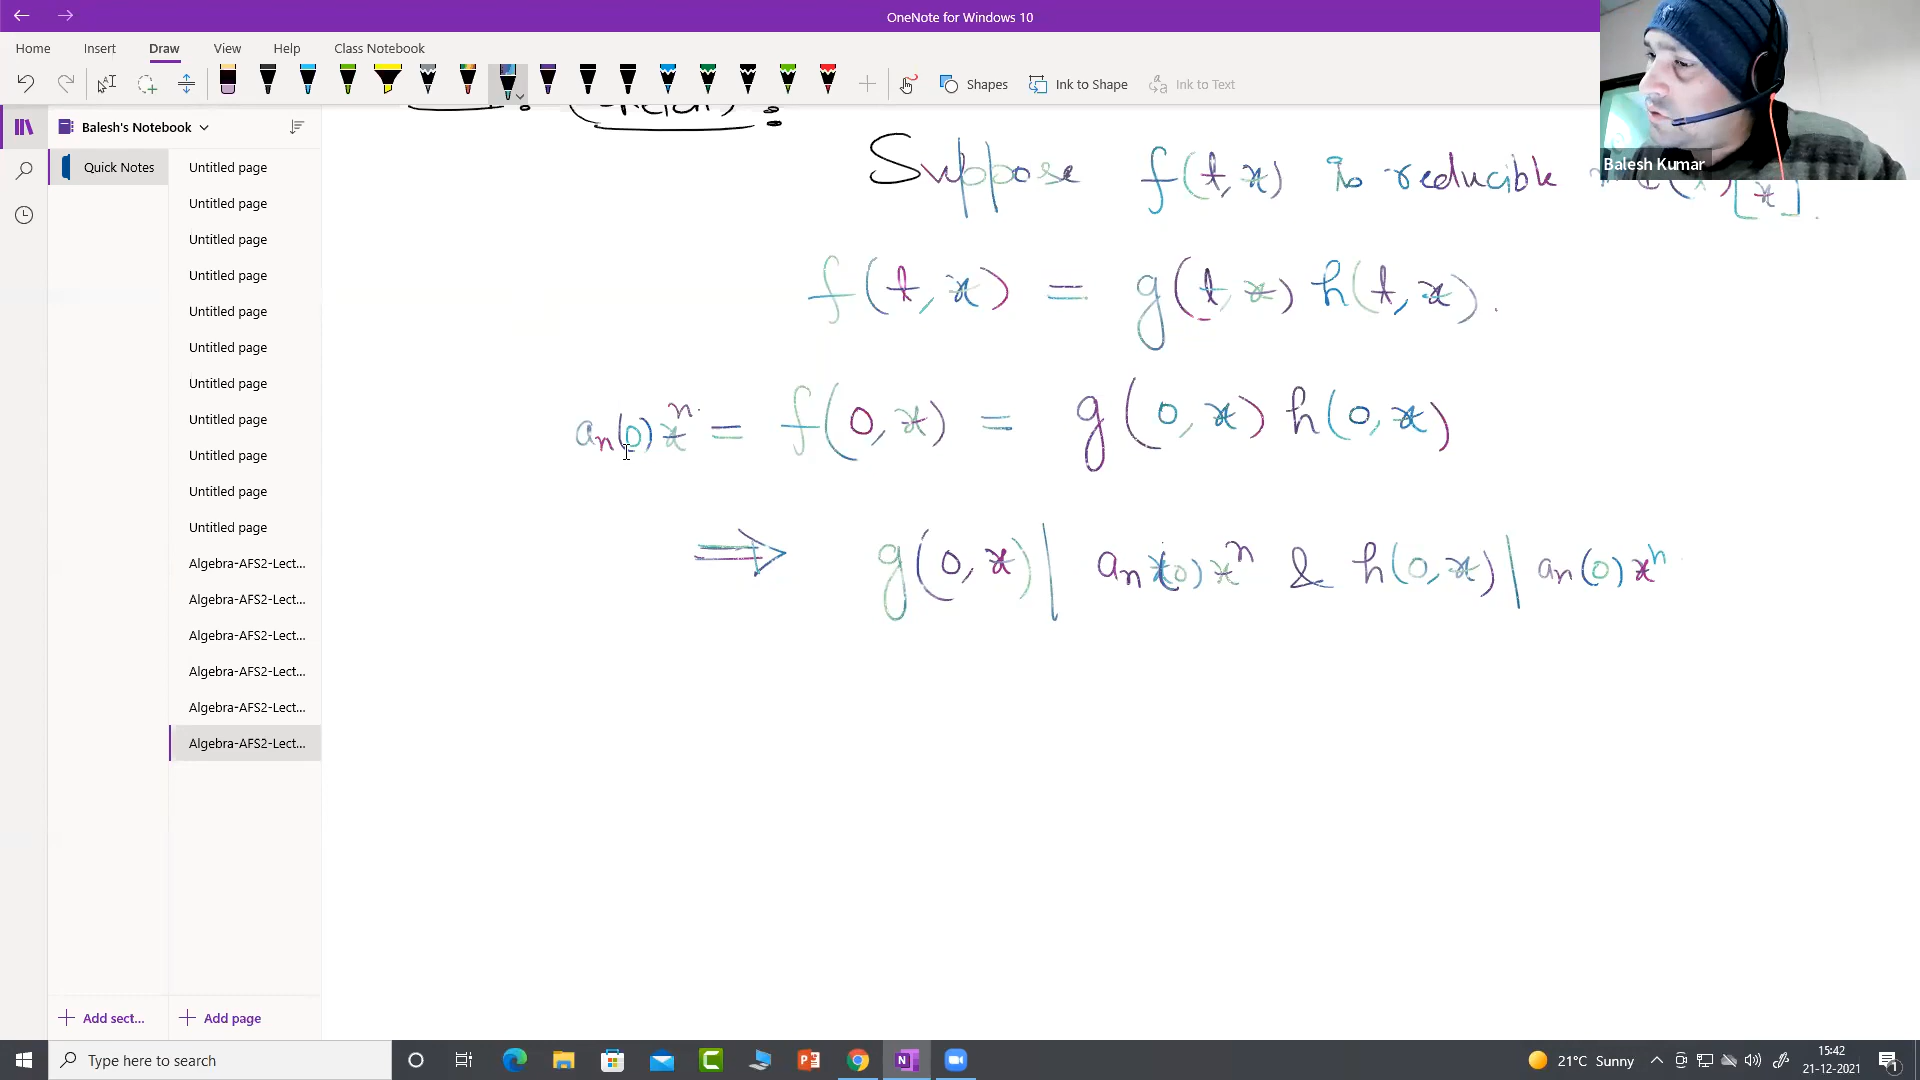 OneNote for Windows 10
Home Insert Draw View Help Class Notebook
Shapes Ink to Shape Ink to Text
Balesh's Notebook
Quick Notes
Untitled page
Untitled page
Untitled page
Untitled page
Untitled page
Untitled page
Untitled page
Untitled page
Untitled page
Untitled page
Untitled page
Algebra-AFS2-Lect...
Algebra-AFS2-Lect...
Algebra-AFS2-Lect...
Algebra-AFS2-Lect...
Algebra-AFS2-Lect...
Algebra-AFS2-Lect...
Add sect...
Add page
Balesh Kumar
Suppose f(t,x) is reducible
f(t,x) = g(t,x) h(t,x).
aₙ(0)xⁿ = f(0,x) = g(0,x) h(0,x)
⟹ g(0,x) | aₙ(0)xⁿ & h(0,x) | aₙ(0)xⁿ
Type here to search
21°C Sunny
15:42
21-12-2021